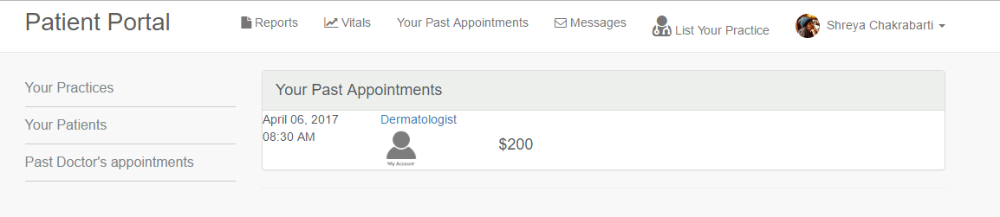 Patient Portal
Reports
Vitals
Your Past Appointments
Messages
List Your Practice
Shreya Chakrabarti
Your Practices
Your Patients
Past Doctor's appointments
Your Past Appointments
April 06, 2017
08:30 AM
Dermatologist
My Account
$200